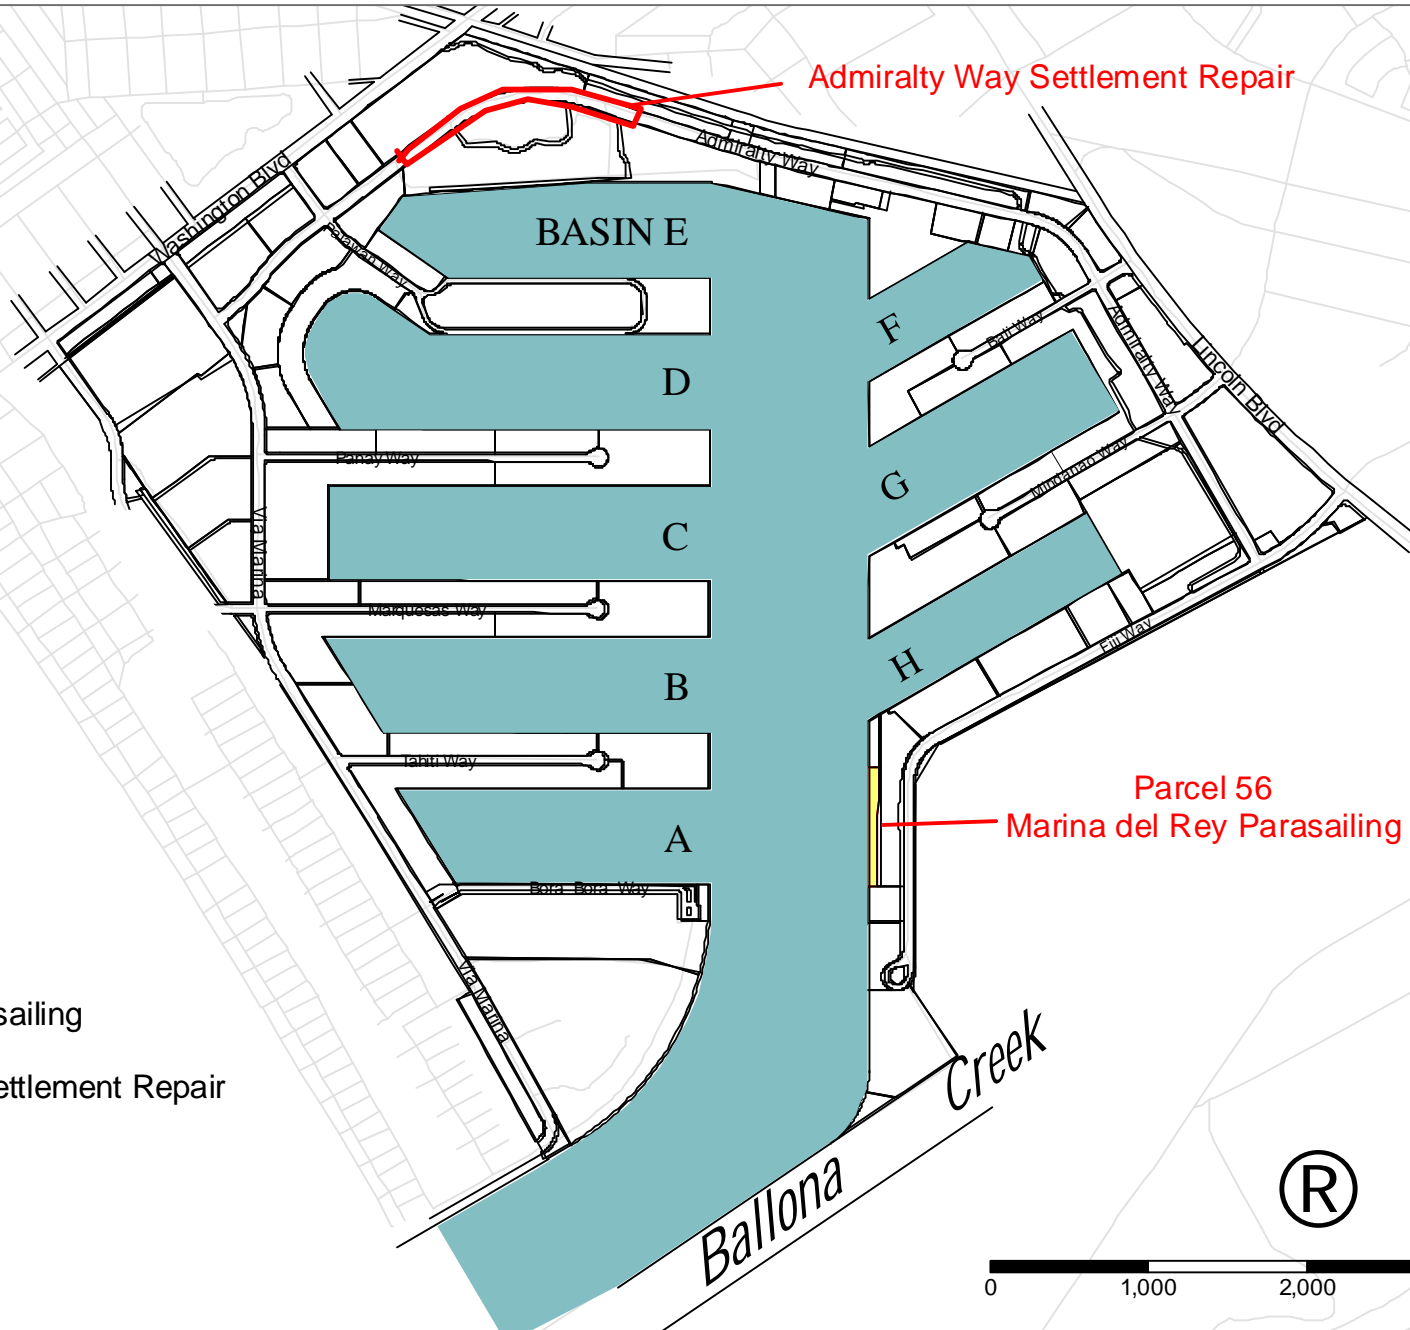 Admiralty Way Settlement Repair
Admiralty Way
Washington Blvd
Palawan Way
BASIN E
F
Bali Way
Admiralty Way
Lincoln Blvd
D
Panay Way
G
Mindanao Way
Via Marina
C
Marquesas Way
H
Fiji Way
B
Tahiti Way
Parcel 56
Marina del Rey Parasailing
A
Bora Bora Way
Via Marina
sailing
ettlement Repair
Ballona Creek
®
0 1,000 2,000